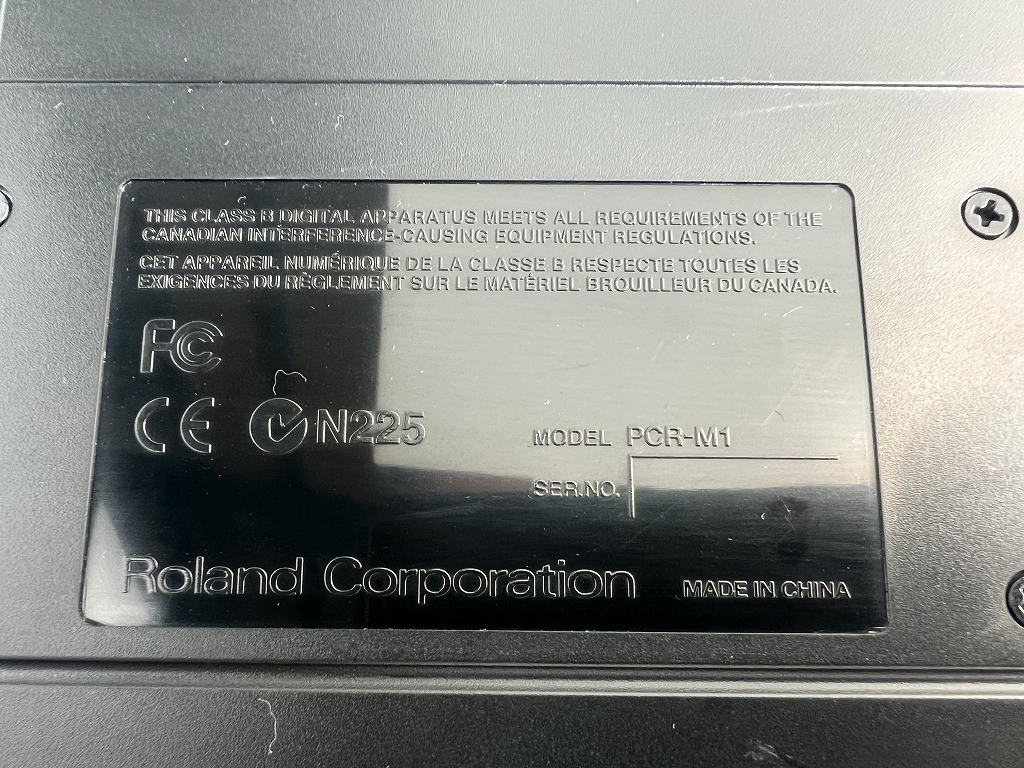 THIS CLASS B DIGITAL APPARATUS MEETS ALL REQUIREMENTS OF THE
CANADIAN INTERFERENCE-CAUSING EQUIPMENT REGULATIONS.
CET APPAREIL NUMÉRIQUE DE LA CLASSE B RESPECTE TOUTES LES
EXIGENCES DU RÈGLEMENT SUR LE MATÉRIEL BROUILLEUR DU CANADA.
FC
CE N225
MODEL PCR-M1
SER.NO.
Roland Corporation MADE IN CHINA